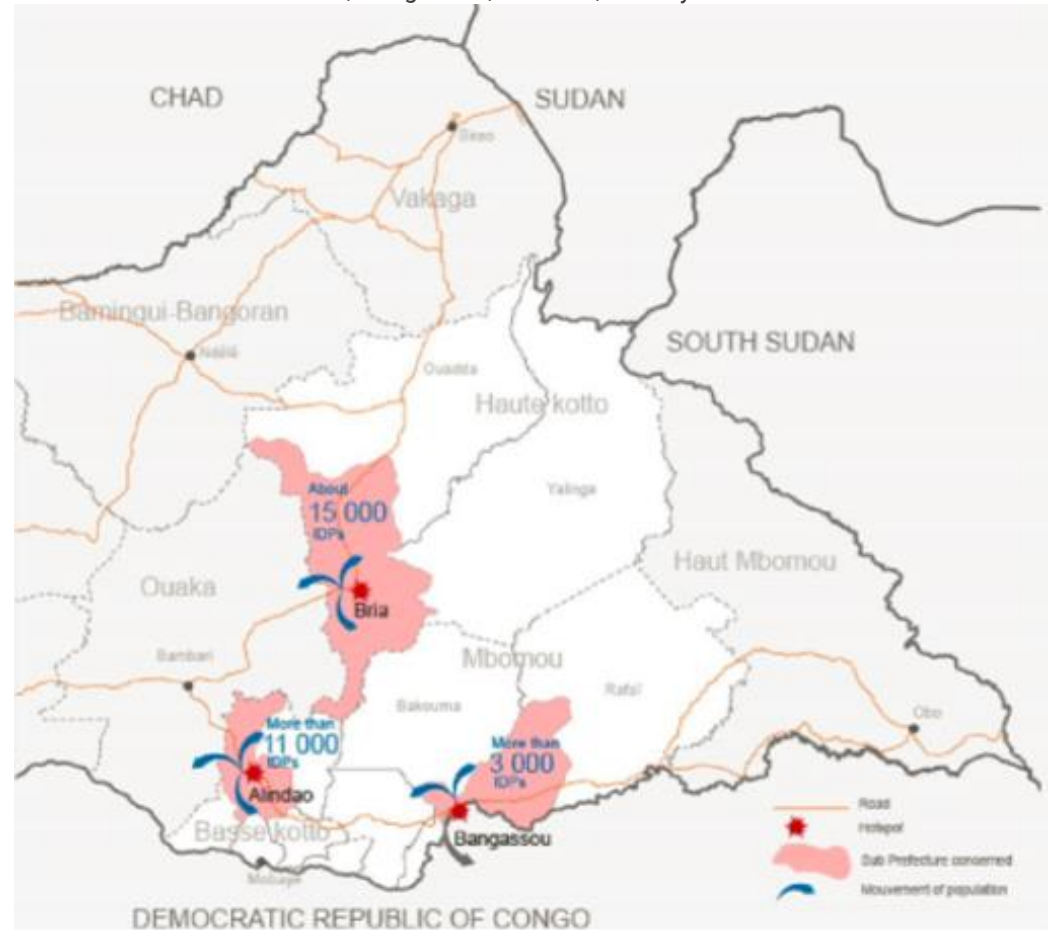 CHAD
SUDAN
Birao
Vakaga
Bamingui-Bangoran
Ndélé
SOUTH SUDAN
Ouadda
Haute kotto
About
15 000
IDPs
Yalinga
Ouaka
Haut Mbomou
Bria
Mbomou
Bambari
Rafaï
Bakouma
Obo
More than
11 000
IDPs
More than
3 000
IDPs
Alindao
Road
Hotspot
Basse kotto
Bangassou
Sub Prefecture concerned
Mobaye
Mouvement of population
DEMOCRATIC REPUBLIC OF CONGO